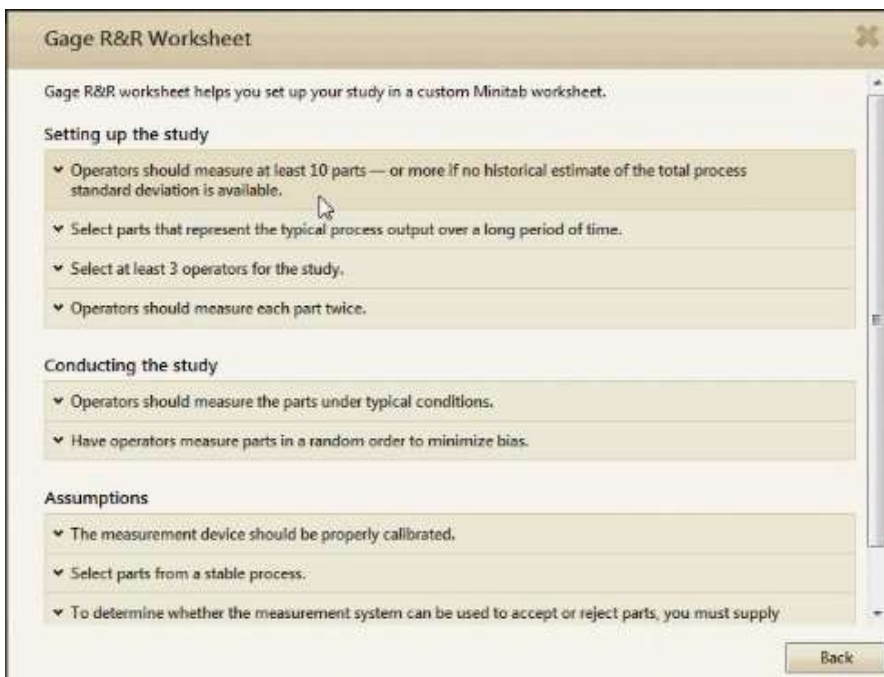 Gage R&R Worksheet
Gage R&R worksheet helps you set up your study in a custom Minitab worksheet.
Setting up the study
Operators should measure at least 10 parts — or more if no historical estimate of the total process
standard deviation is available.
Select parts that represent the typical process output over a long period of time.
Select at least 3 operators for the study.
Operators should measure each part twice.
Conducting the study
Operators should measure the parts under typical conditions.
Have operators measure parts in a random order to minimize bias.
Assumptions
The measurement device should be properly calibrated.
Select parts from a stable process.
To determine whether the measurement system can be used to accept or reject parts, you must supply
Back